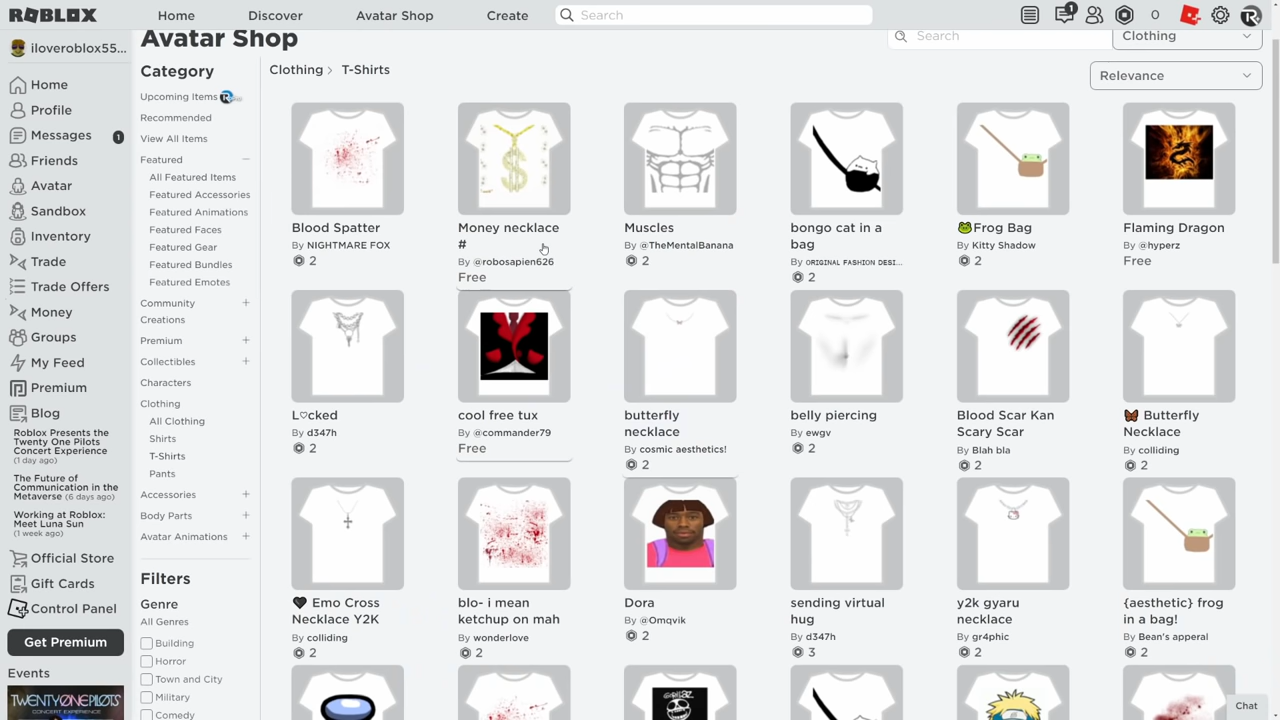 ROBLOX
Home
Discover
Avatar Shop
Create
Search
1
0
iloveroblox55...
Home
Profile
Messages
1
Friends
Avatar
Sandbox
Inventory
Trade
Trade Offers
Money
Groups
My Feed
Premium
Blog
Roblox Presents the
Twenty One Pilots
Concert Experience
(1 day ago)
The Future of
Communication in the
Metaverse (6 days ago)
Working at Roblox:
Meet Luna Sun
(1 week ago)
Official Store
Gift Cards
Control Panel
Get Premium
Events
TWENTY ONE PILOTS
CONCERT EXPERIENCE
Avatar Shop
Search
Clothing
Category
Upcoming Items
Recommended
View All Items
Featured
All Featured Items
Featured Accessories
Featured Animations
Featured Faces
Featured Gear
Featured Bundles
Featured Emotes
Community
Creations
Premium
Collectibles
Characters
Clothing
All Clothing
Shirts
T-Shirts
Pants
Accessories
Body Parts
Avatar Animations
Filters
Genre
All Genres
Building
Horror
Town and City
Military
Comedy
Clothing > T-Shirts
Relevance
Blood Spatter
By NIGHTMARE FOX
2
Money necklace
#
By @robosapien626
Free
Muscles
By @TheMentalBanana
2
bongo cat in a
bag
By ORIGINAL FASHION DESI...
2
🐸Frog Bag
By Kitty Shadow
2
Flaming Dragon
By @hyperz
Free
L♡cked
By d347h
2
cool free tux
By @commander79
Free
butterfly
necklace
By cosmic aesthetics!
2
belly piercing
By ewgv
2
Blood Scar Kan
Scary Scar
By Blah bla
2
🦋 Butterfly
Necklace
By colliding
2
🖤 Emo Cross
Necklace Y2K
By colliding
2
blo- i mean
ketchup on mah
By wonderlove
2
Dora
By @Omqvik
2
sending virtual
hug
By d347h
3
y2k gyaru
necklace
By gr4phic
2
{aesthetic} frog
in a bag!
By Bean's apperal
2
Chat